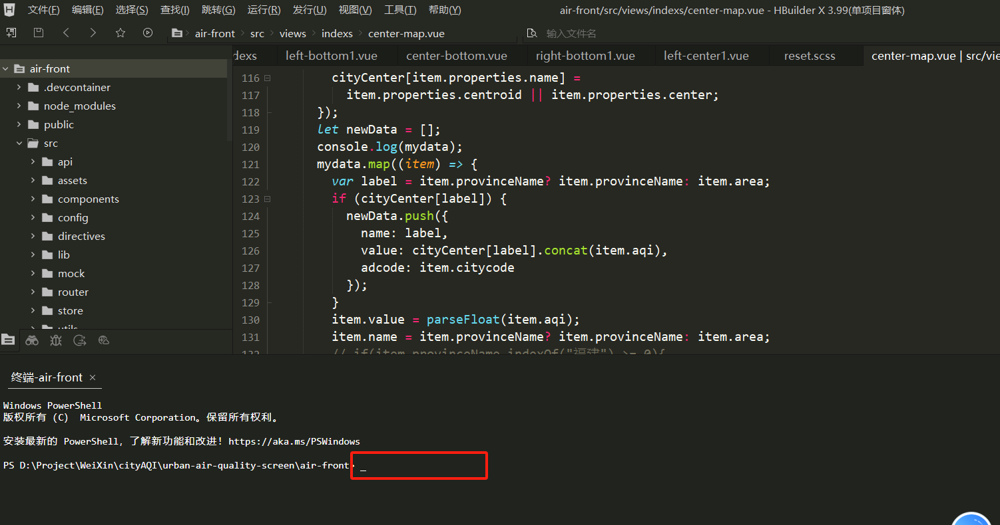 H 文件(F) 编辑(E) 选择(S) 查找(I) 跳转(G) 运行(R) 发行(U) 视图(V) 工具(T) 帮助(Y) air-front/src/views/indexs/center-map.vue - HBuilder X 3.99(单项目窗体)
air-front src views indexs center-map.vue 输入文件名
dexs left-bottom1.vue center-bottom.vue right-bottom1.vue left-center1.vue reset.scss center-map.vue | src/vie
air-front
.devcontainer
node_modules
public
src
api
assets
components
config
directives
lib
mock
router
store
utils
116 cityCenter[item.properties.name] =
117 item.properties.centroid || item.properties.center;
118 });
119 let newData = [];
120 console.log(mydata);
121 mydata.map((item) => {
122 var label = item.provinceName? item.provinceName: item.area;
123 if (cityCenter[label]) {
124 newData.push({
125 name: label,
126 value: cityCenter[label].concat(item.aqi),
127 adcode: item.citycode
128 });
129 }
130 item.value = parseFloat(item.aqi);
131 item.name = item.provinceName? item.provinceName: item.area;
132 // if(item.provinceName.indexOf("福建") >= 0){
终端-air-front ×
Windows PowerShell
版权所有 (C)  Microsoft Corporation。保留所有权利。
安装最新的 PowerShell，了解新功能和改进！https://aka.ms/PSWindows
PS D:\Project\WeiXin\cityAQI\urban-air-quality-screen\air-front> _